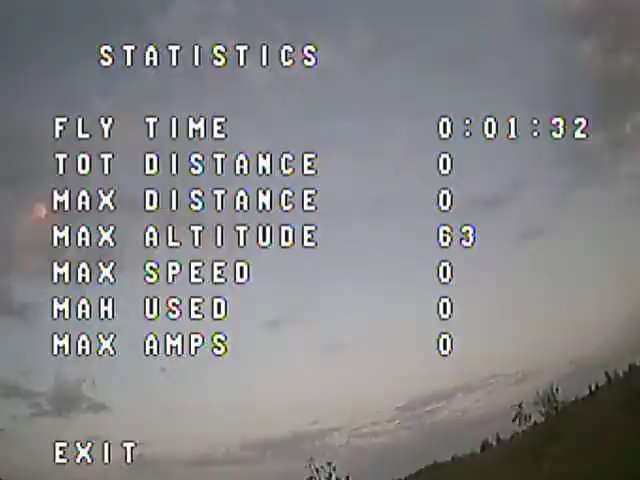 STATISTICS
FLY TIME 0:01:32
TOT DISTANCE 0
MAX DISTANCE 0
MAX ALTITUDE 63
MAX SPEED 0
MAH USED 0
MAX AMPS 0
EXIT